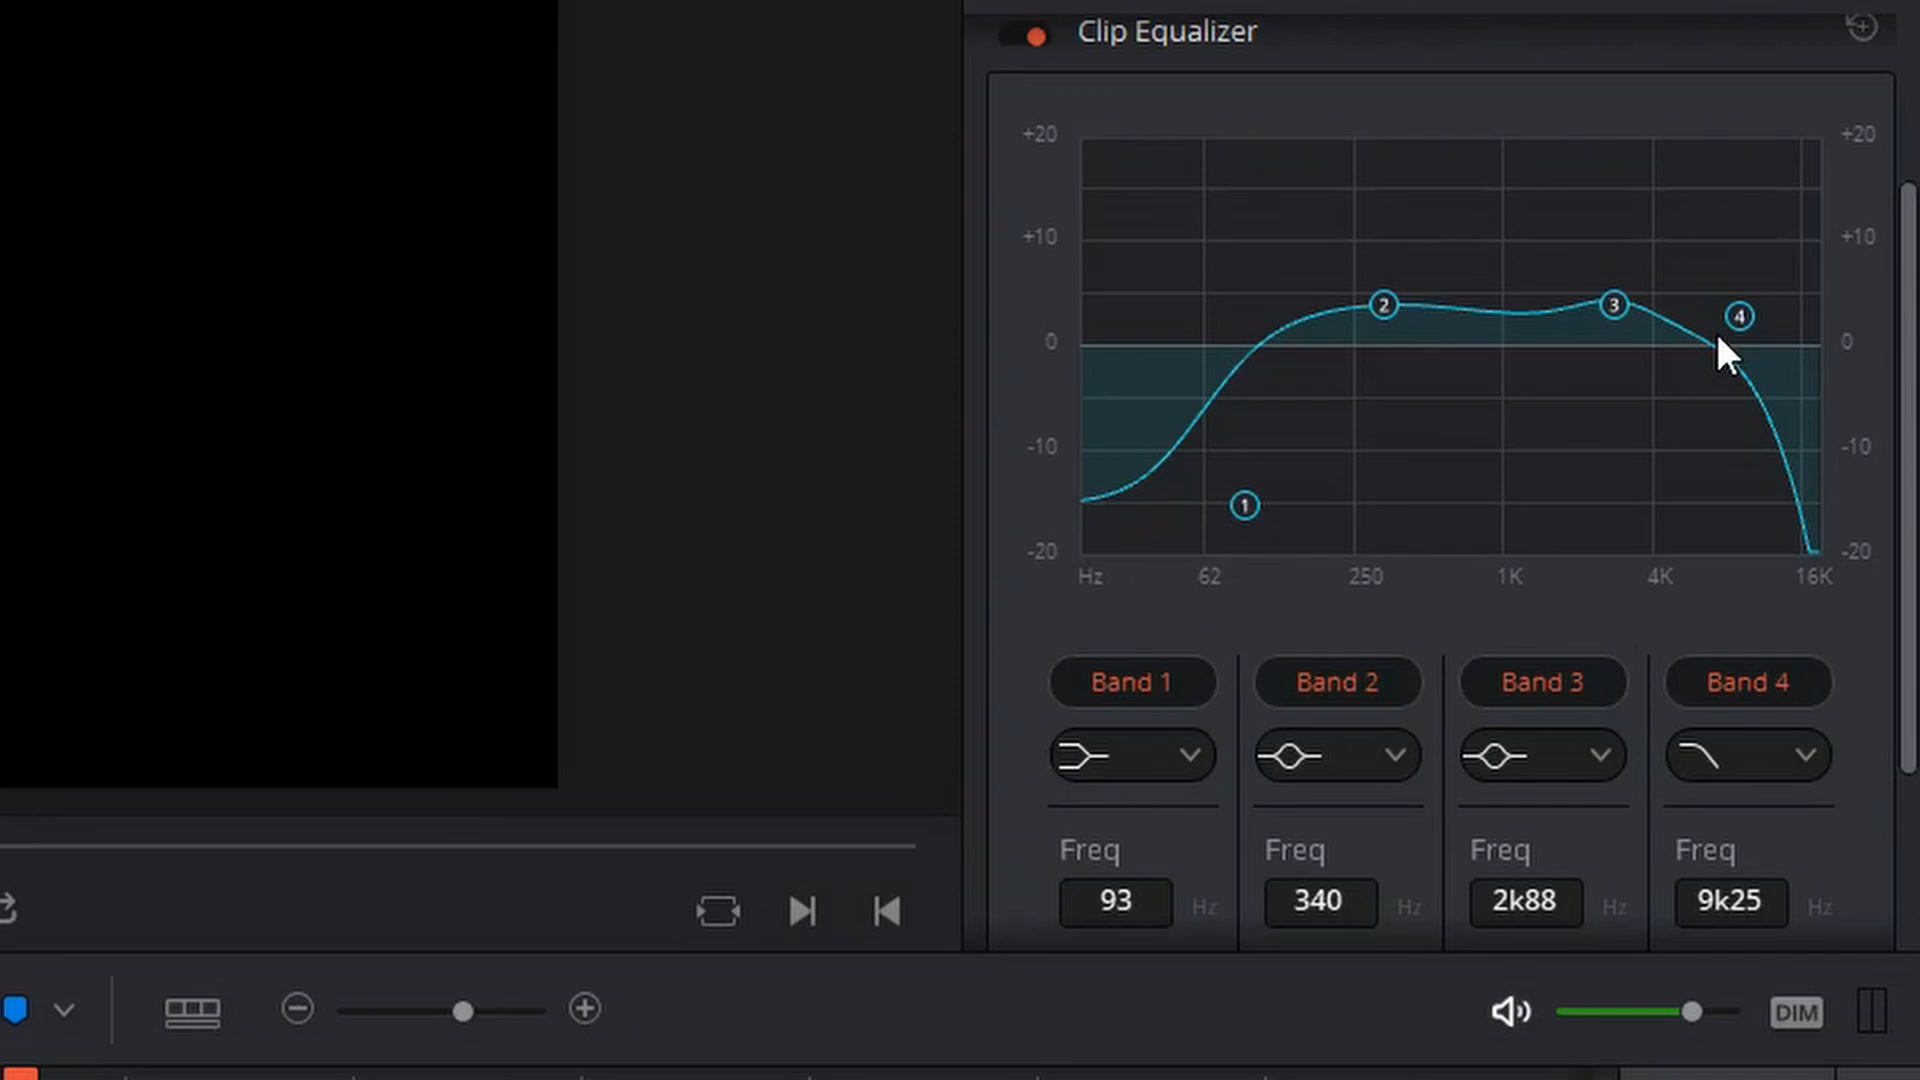 Clip Equalizer
+20 +20
+10 +10
0 0
-10 -10
-20 -20
2 3 4
1
Hz 62 250 1K 4K 16K
Band 1 Band 2 Band 3 Band 4
Freq Freq Freq Freq
93 Hz 340 Hz 2k88 Hz 9k25 Hz
DIM